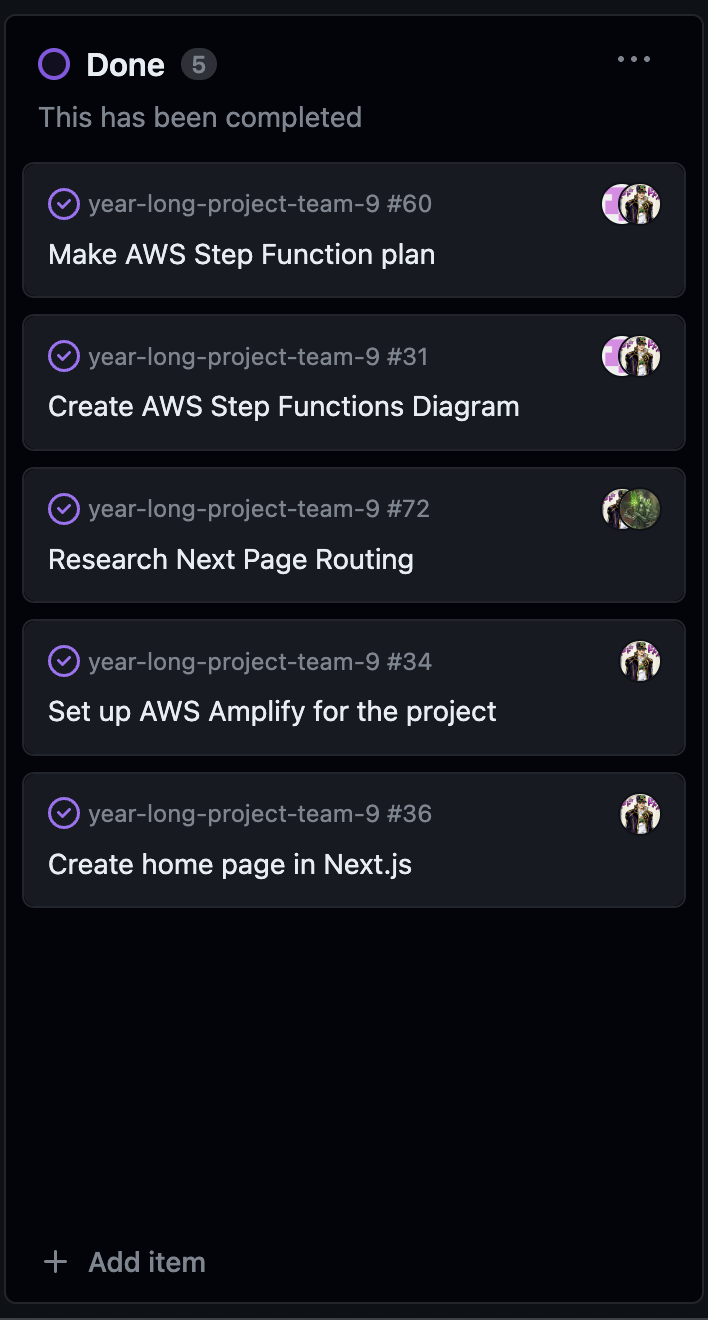 Done 5
This has been completed
year-long-project-team-9 #60
Make AWS Step Function plan
year-long-project-team-9 #31
Create AWS Step Functions Diagram
year-long-project-team-9 #72
Research Next Page Routing
year-long-project-team-9 #34
Set up AWS Amplify for the project
year-long-project-team-9 #36
Create home page in Next.js
+ Add item